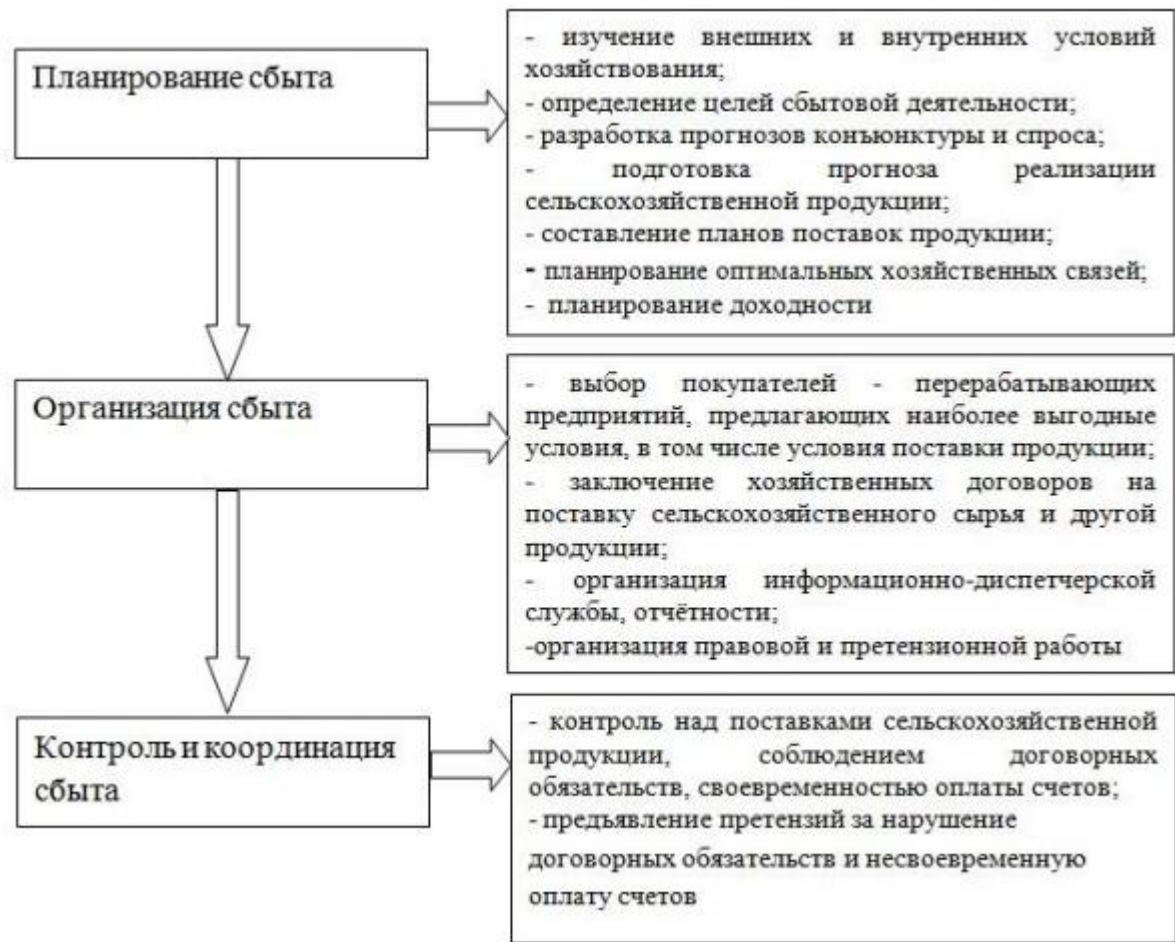 Планирование сбыта
- изучение внешних и внутренних условий
хозяйствования;
- определение целей сбытовой деятельности;
- разработка прогнозов конъюнктуры и спроса;
- подготовка прогноза реализации
сельскохозяйственной продукции;
- составление планов поставок продукции;
- планирование оптимальных хозяйственных связей;
- планирование доходности
Организация сбыта
- выбор покупателей - перерабатывающих
предприятий, предлагающих наиболее выгодные
условия, в том числе условия поставки продукции;
- заключение хозяйственных договоров на
поставку сельскохозяйственного сырья и другой
продукции;
- организация информационно-диспетчерской
службы, отчётности;
-организация правовой и претензионной работы
Контроль и координация
сбыта
- контроль над поставками сельскохозяйственной
продукции, соблюдением договорных
обязательств, своевременностью оплаты счетов;
- предъявление претензий за нарушение
договорных обязательств и несвоевременную
оплату счетов